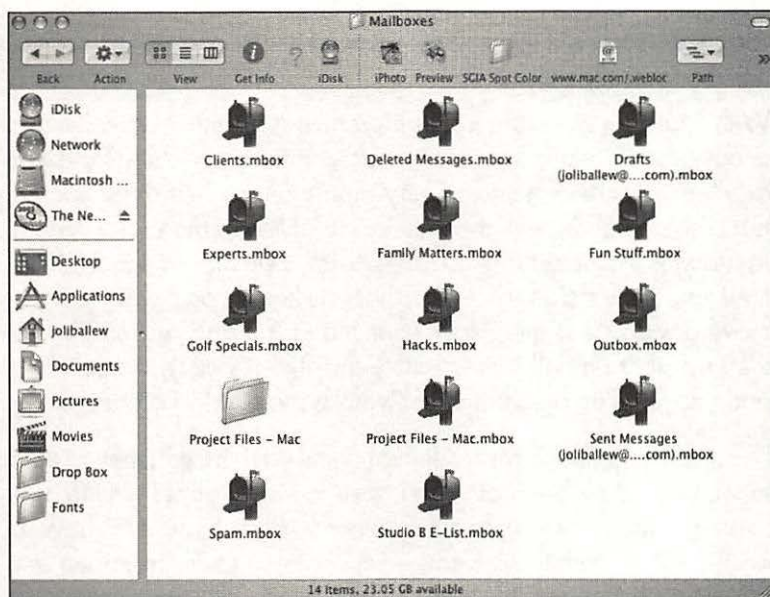 Mailboxes
Back Action View Get Info iDisk iPhoto Preview SCIA Spot Color www.mac.com/.webloc Path
iDisk
Network
Macintosh ...
The Ne...
Desktop
Applications
joliballew
Documents
Pictures
Movies
Drop Box
Fonts
Clients.mbox Deleted Messages.mbox Drafts
(joliballew@....com).mbox
Experts.mbox Family Matters.mbox Fun Stuff.mbox
Golf Specials.mbox Hacks.mbox Outbox.mbox
Project Files – Mac Project Files – Mac.mbox Sent Messages
(joliballew@....com).mbox
Spam.mbox Studio B E-List.mbox
14 items, 23.05 GB available